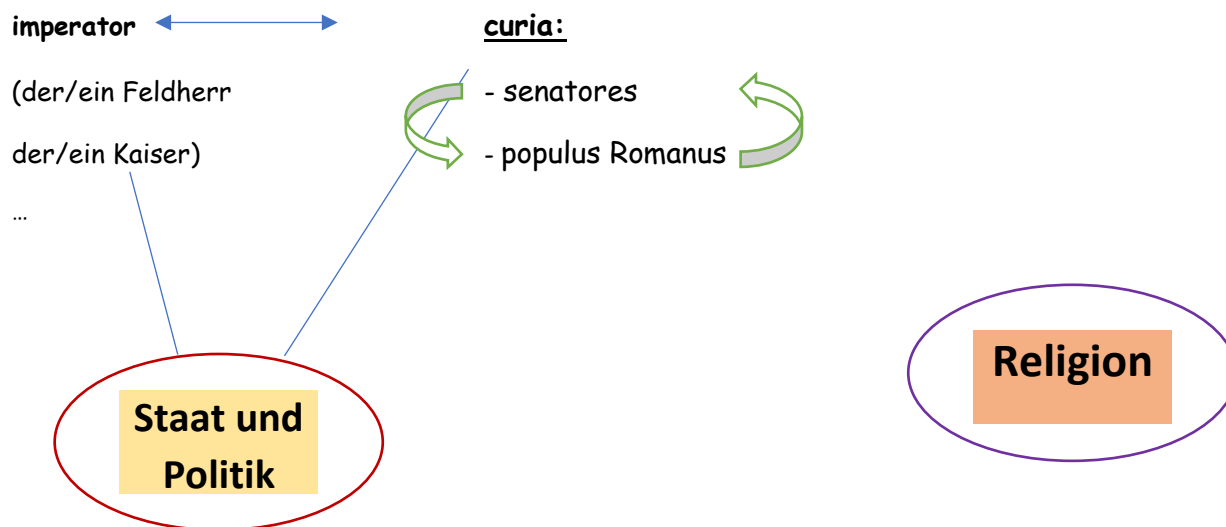 imperator
(der/ein Feldherr
der/ein Kaiser)
…
curia:
- senatores
- populus Romanus
Staat und
Politik
Religion